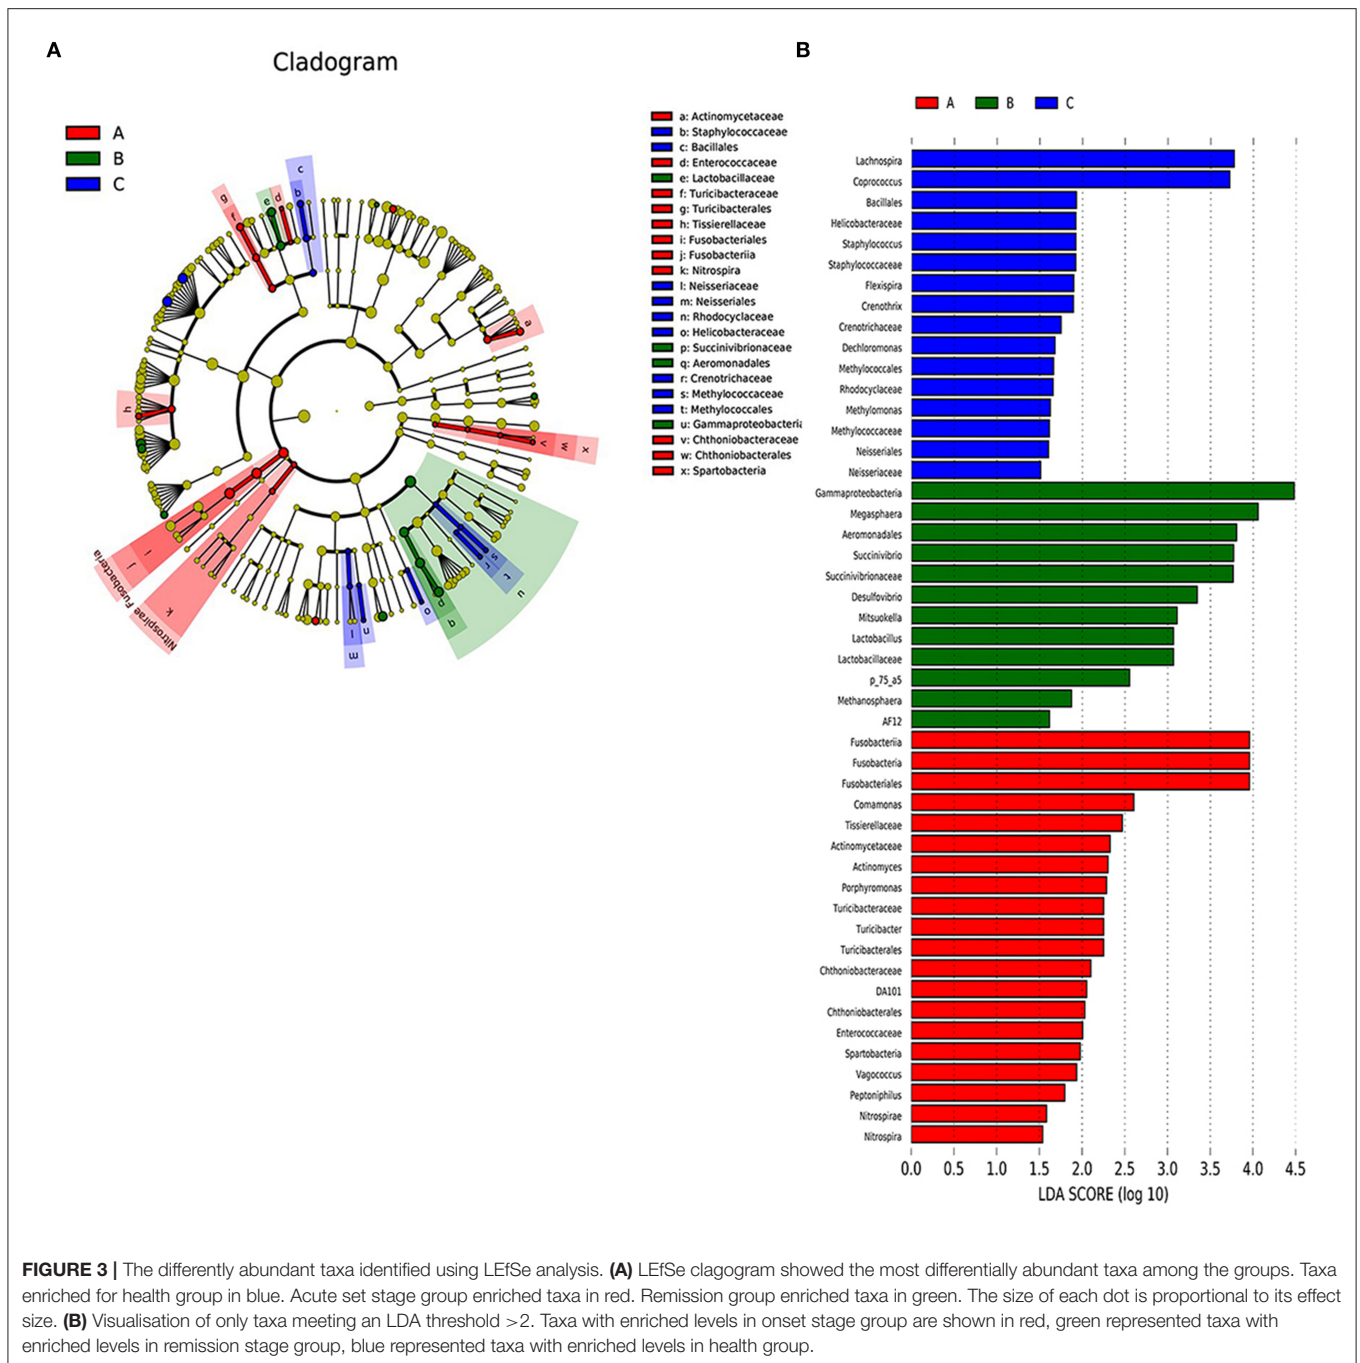 A
Cladogram
A
B
C
g
f
e
d
c
b
a
h
v
w
x
j
l
k
Fusobacteria
Nitrospirae
l
m
n
o
p
q
r
s
t
u
a: Actinomycetaceae
b: Staphylococcaceae
c: Bacillales
d: Enterococcaceae
e: Lactobacillaceae
f: Turicibacteraceae
g: Turicibacterales
h: Tissierellaceae
i: Fusobacteriales
j: Fusobacteriia
k: Nitrospira
l: Neisseriaceae
m: Neisseriales
n: Rhodocyclaceae
o: Helicobacteraceae
p: Succinivibrionaceae
q: Aeromonadales
r: Crenotrichaceae
s: Methylococcaceae
t: Methylococcales
u: Gammaproteobacteria
v: Chthoniobacteraceae
w: Chthoniobacterales
x: Spartobacteria
B
A B C
Lachnospira
Coprococcus
Bacillales
Helicobacteraceae
Staphylococcus
Staphylococcaceae
Flexispira
Crenothrix
Crenotrichaceae
Dechloromonas
Methylococcales
Rhodocyclaceae
Methylomonas
Methylococcaceae
Neisseriales
Neisseriaceae
Gammaproteobacteria
Megasphaera
Aeromonadales
Succinivibrio
Succinivibrionaceae
Desulfovibrio
Mitsuokella
Lactobacillus
Lactobacillaceae
p_75_a5
Methanosphaera
AF12
Fusobacteriia
Fusobacteria
Fusobacteriales
Comamonas
Tissierellaceae
Actinomycetaceae
Actinomyces
Porphyromonas
Turicibacteraceae
Turicibacter
Turicibacterales
Chthoniobacteraceae
DA101
Chthoniobacterales
Enterococcaceae
Spartobacteria
Vagococcus
Peptoniphilus
Nitrospirae
Nitrospira
0.0 0.5 1.0 1.5 2.0 2.5 3.0 3.5 4.0 4.5
LDA SCORE (log 10)
FIGURE 3 | The differently abundant taxa identified using LEfSe analysis. (A) LEfSe clagogram showed the most differentially abundant taxa among the groups. Taxa
enriched for health group in blue. Acute set stage group enriched taxa in red. Remission group enriched taxa in green. The size of each dot is proportional to its effect
size. (B) Visualisation of only taxa meeting an LDA threshold >2. Taxa with enriched levels in onset stage group are shown in red, green represented taxa with
enriched levels in remission stage group, blue represented taxa with enriched levels in health group.